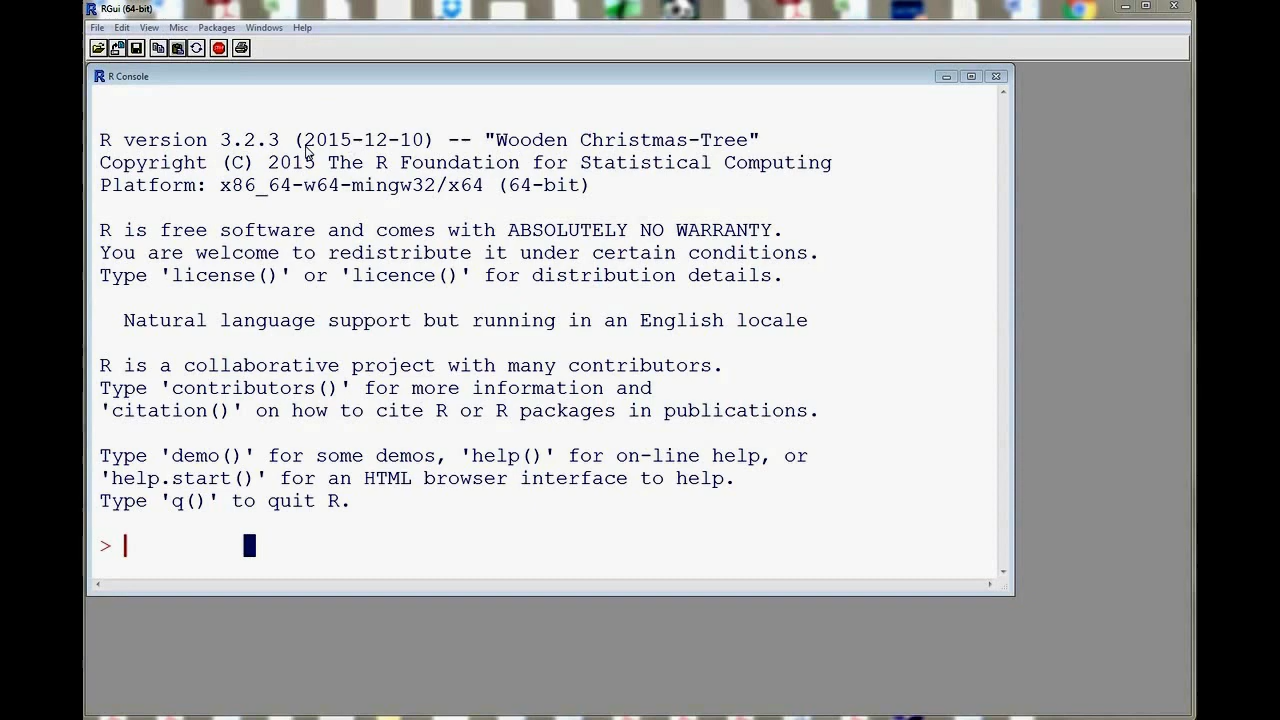 RGui (64-bit)
File Edit View Misc Packages Windows Help
STOP
R Console
R version 3.2.3 (2015-12-10) -- "Wooden Christmas-Tree"
Copyright (C) 2015 The R Foundation for Statistical Computing
Platform: x86_64-w64-mingw32/x64 (64-bit)
R is free software and comes with ABSOLUTELY NO WARRANTY.
You are welcome to redistribute it under certain conditions.
Type 'license()' or 'licence()' for distribution details.
Natural language support but running in an English locale
R is a collaborative project with many contributors.
Type 'contributors()' for more information and
'citation()' on how to cite R or R packages in publications.
Type 'demo()' for some demos, 'help()' for on-line help, or
'help.start()' for an HTML browser interface to help.
Type 'q()' to quit R.
>